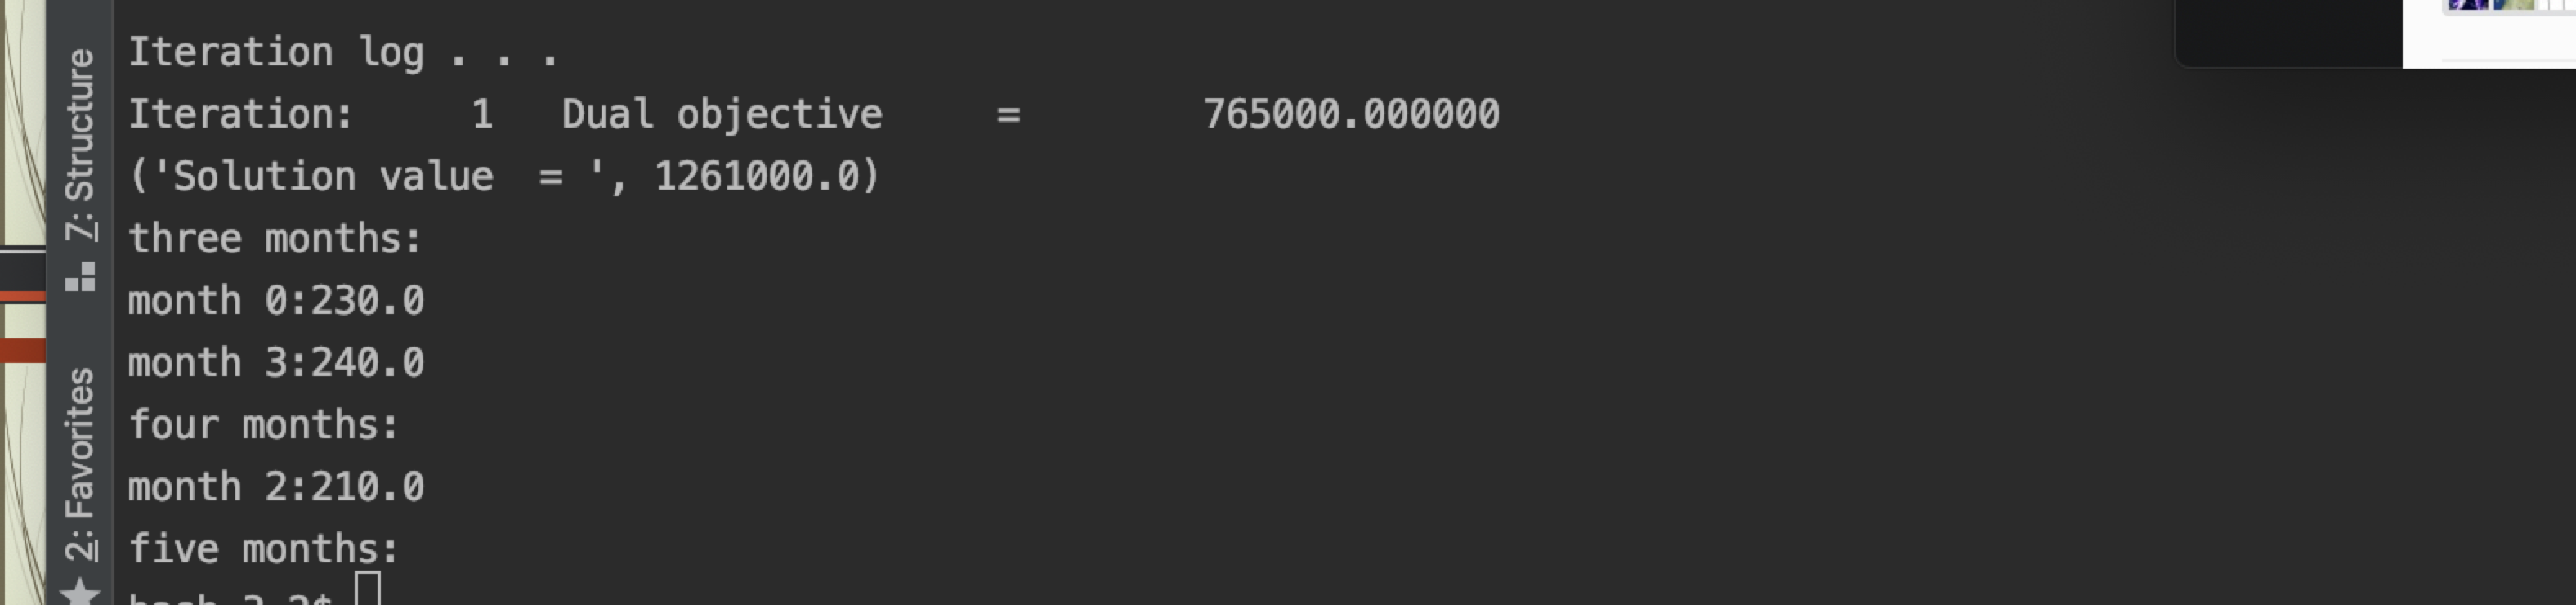 Iteration log . . .
Iteration:     1   Dual objective     =        765000.000000
('Solution value  = ', 1261000.0)
three months:
month 0:230.0
month 3:240.0
four months:
month 2:210.0
five months:
7: Structure
2: Favorites